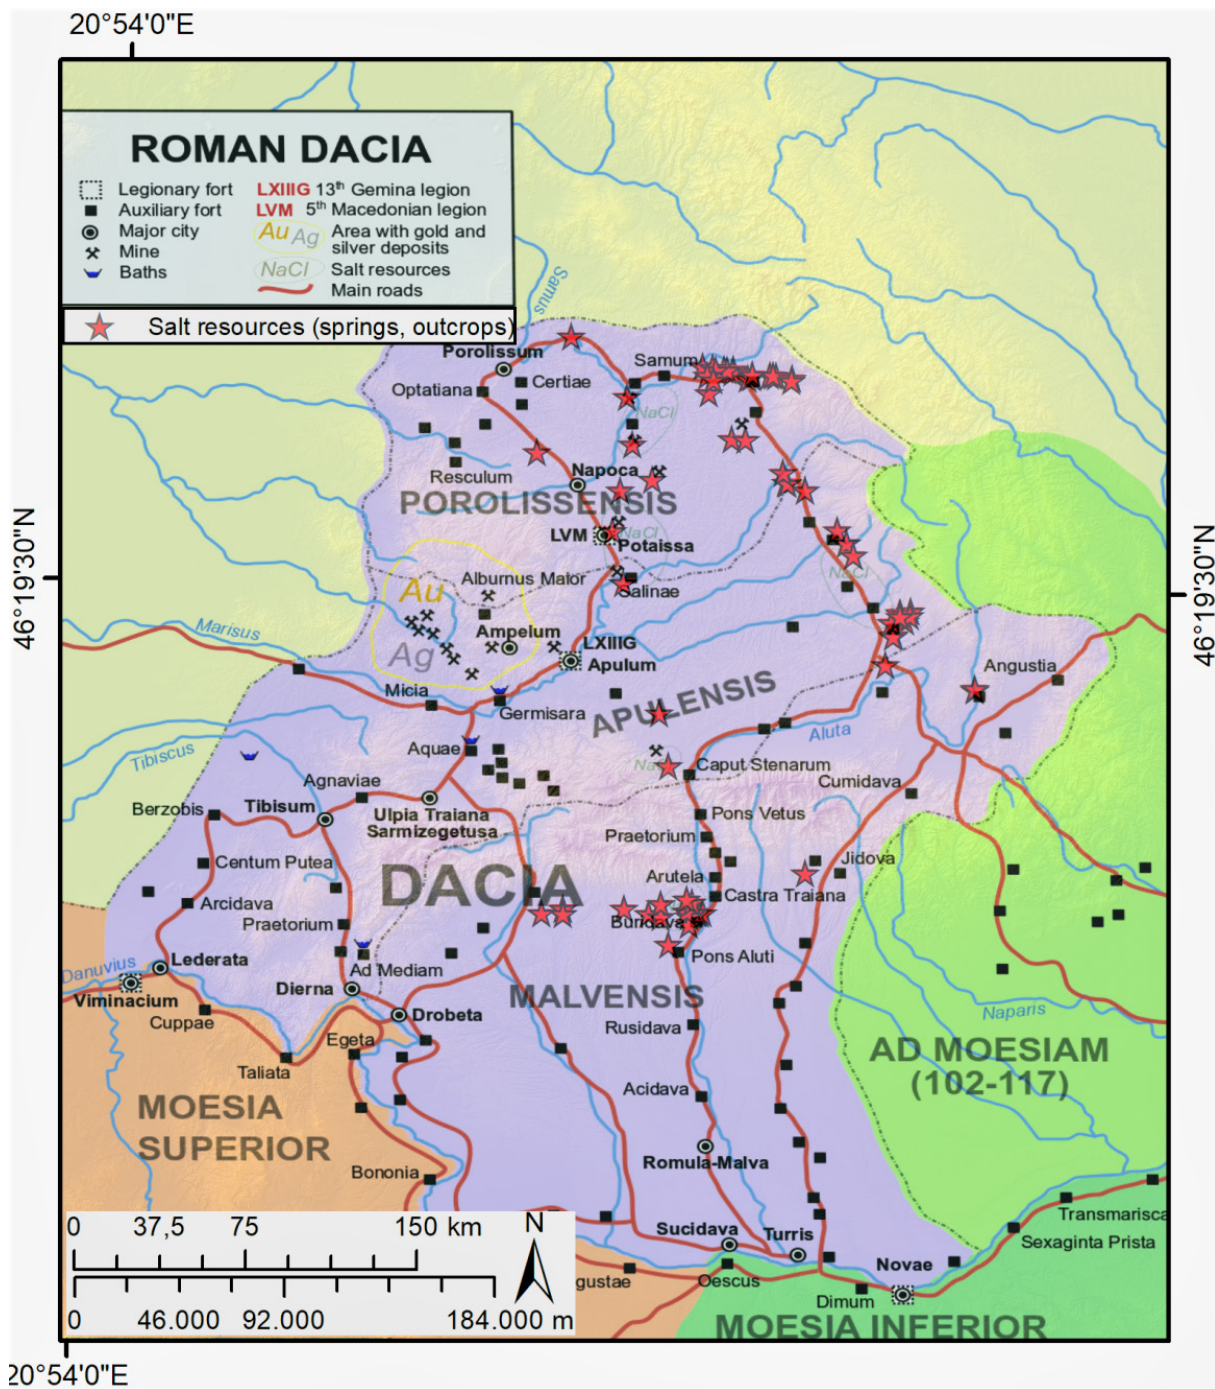 20°54'0"E
ROMAN DACIA
Legionary fort
Auxiliary fort
Major city
Mine
Baths
LXIIIG 13th Gemina legion
LVM 5th Macedonian legion
Au Ag Area with gold and
silver deposits
NaCl Salt resources
Main roads
Salt resources (springs, outcrops)
Samus
Porolissum
Samum
Optatiana
Certiae
NaCl
Resculum
Napoca
POROLISSENSIS
46°19'30"N
LVM
NaCl
Potaissa
46°19'30"N
NaCl
Au
Alburnus Maior
Salinae
Marisus
Ampelum
LXIIIG
Ag
Apulum
Angustia
Micia
Germisara
APULENSIS
Aluta
Tibiscus
Aquae
Caput Stenarum
Agnaviae
Cumidava
Berzobis
Tibisum
Ulpia Traiana
Sarmizegetusa
Pons Vetus
Praetorium
Centum Putea
DACIA
Arutela
Jidova
Castra Traiana
Arcidava
Praetorium
Buridava
Lederata
Pons Aluti
Danuvius
Ad Mediam
Viminacium
Dierna
MALVENSIS
Cuppae
Drobeta
Naparis
Rusidava
Egeta
AD MOESIAM
(102-117)
Taliata
Acidava
MOESIA
SUPERIOR
Romula-Malva
Bononia
0 37,5 75 150 km
N
Sucidava
Turris
Transmarisca
Sexaginta Prista
Novae
gustae
Oescus
Dimum
0 46.000 92.000 184.000 m
MOESIA INFERIOR
20°54'0"E